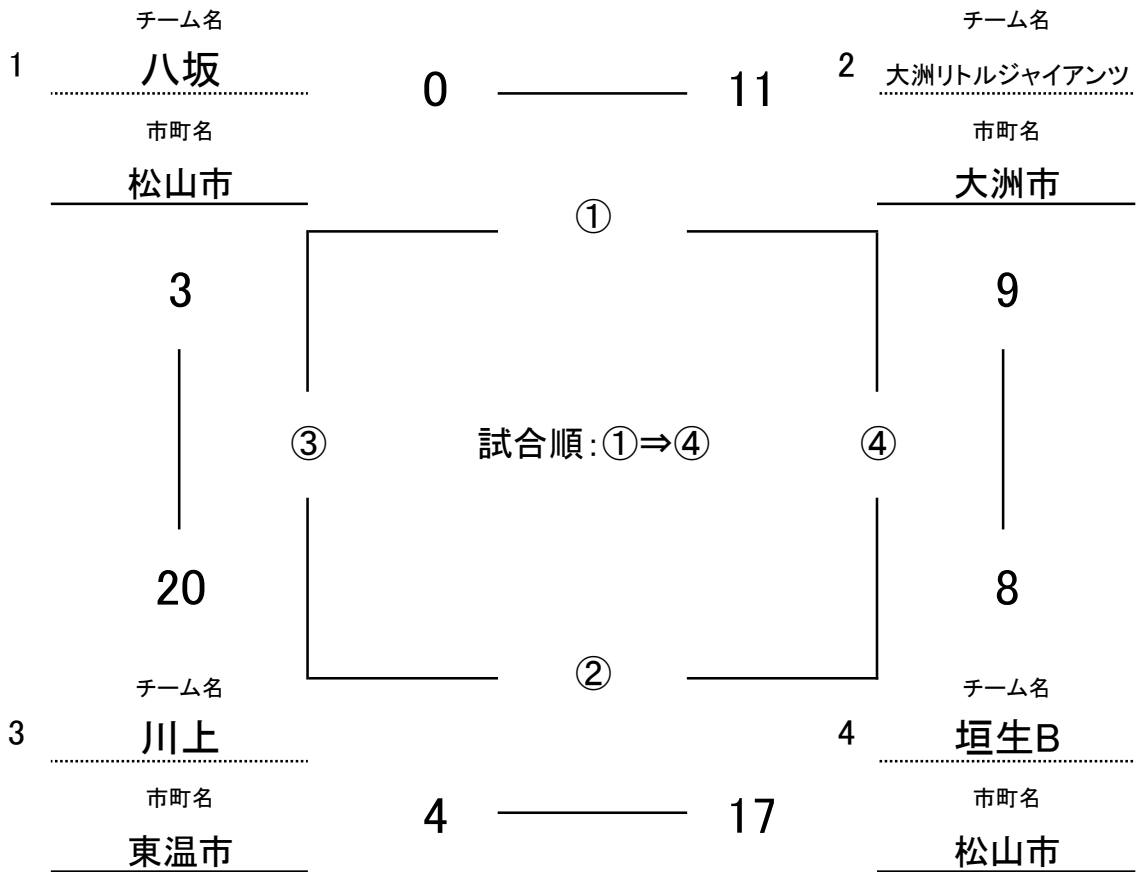 チーム名 チーム名
1 八坂 0 11 2 大洲リトルジャイアンツ
市町名 市町名
松山市 大洲市
①
3 9
③ 試合順:①⇒④ ④
20 8
②
チーム名 チーム名
3 川上 4 垣生B
市町名 市町名
4 17
東温市 松山市